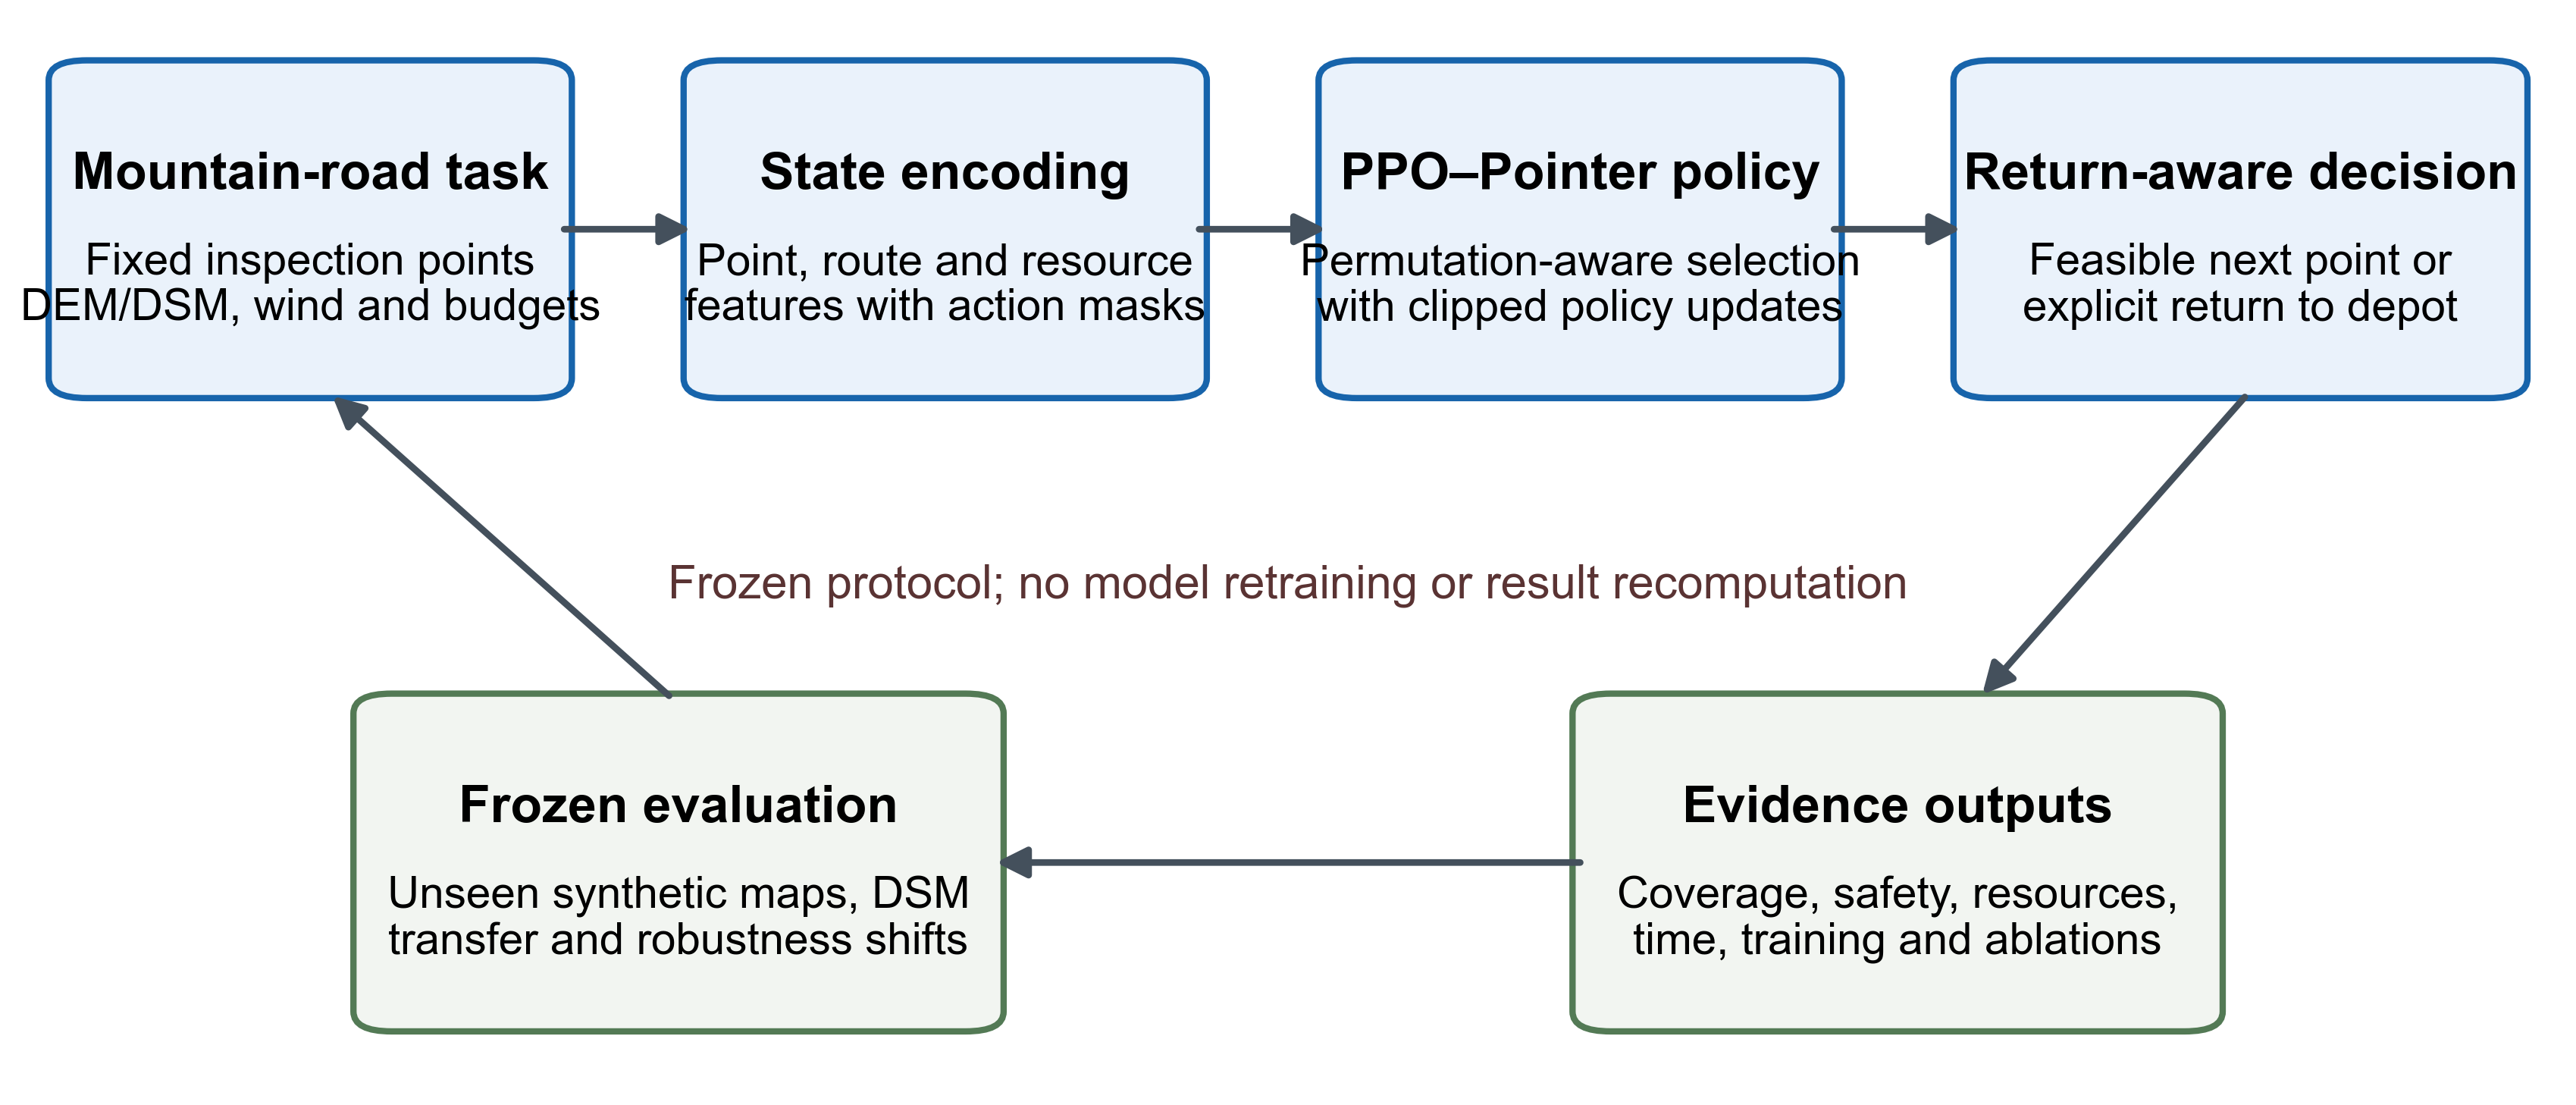 Mountain-road task
Fixed inspection points
DEM/DSM, wind and budgets
State encoding
Point, route and resource
features with action masks
PPO–Pointer policy
Permutation-aware selection
with clipped policy updates
Return-aware decision
Feasible next point or
explicit return to depot
Frozen protocol; no model retraining or result recomputation
Frozen evaluation
Unseen synthetic maps, DSM
transfer and robustness shifts
Evidence outputs
Coverage, safety, resources,
time, training and ablations